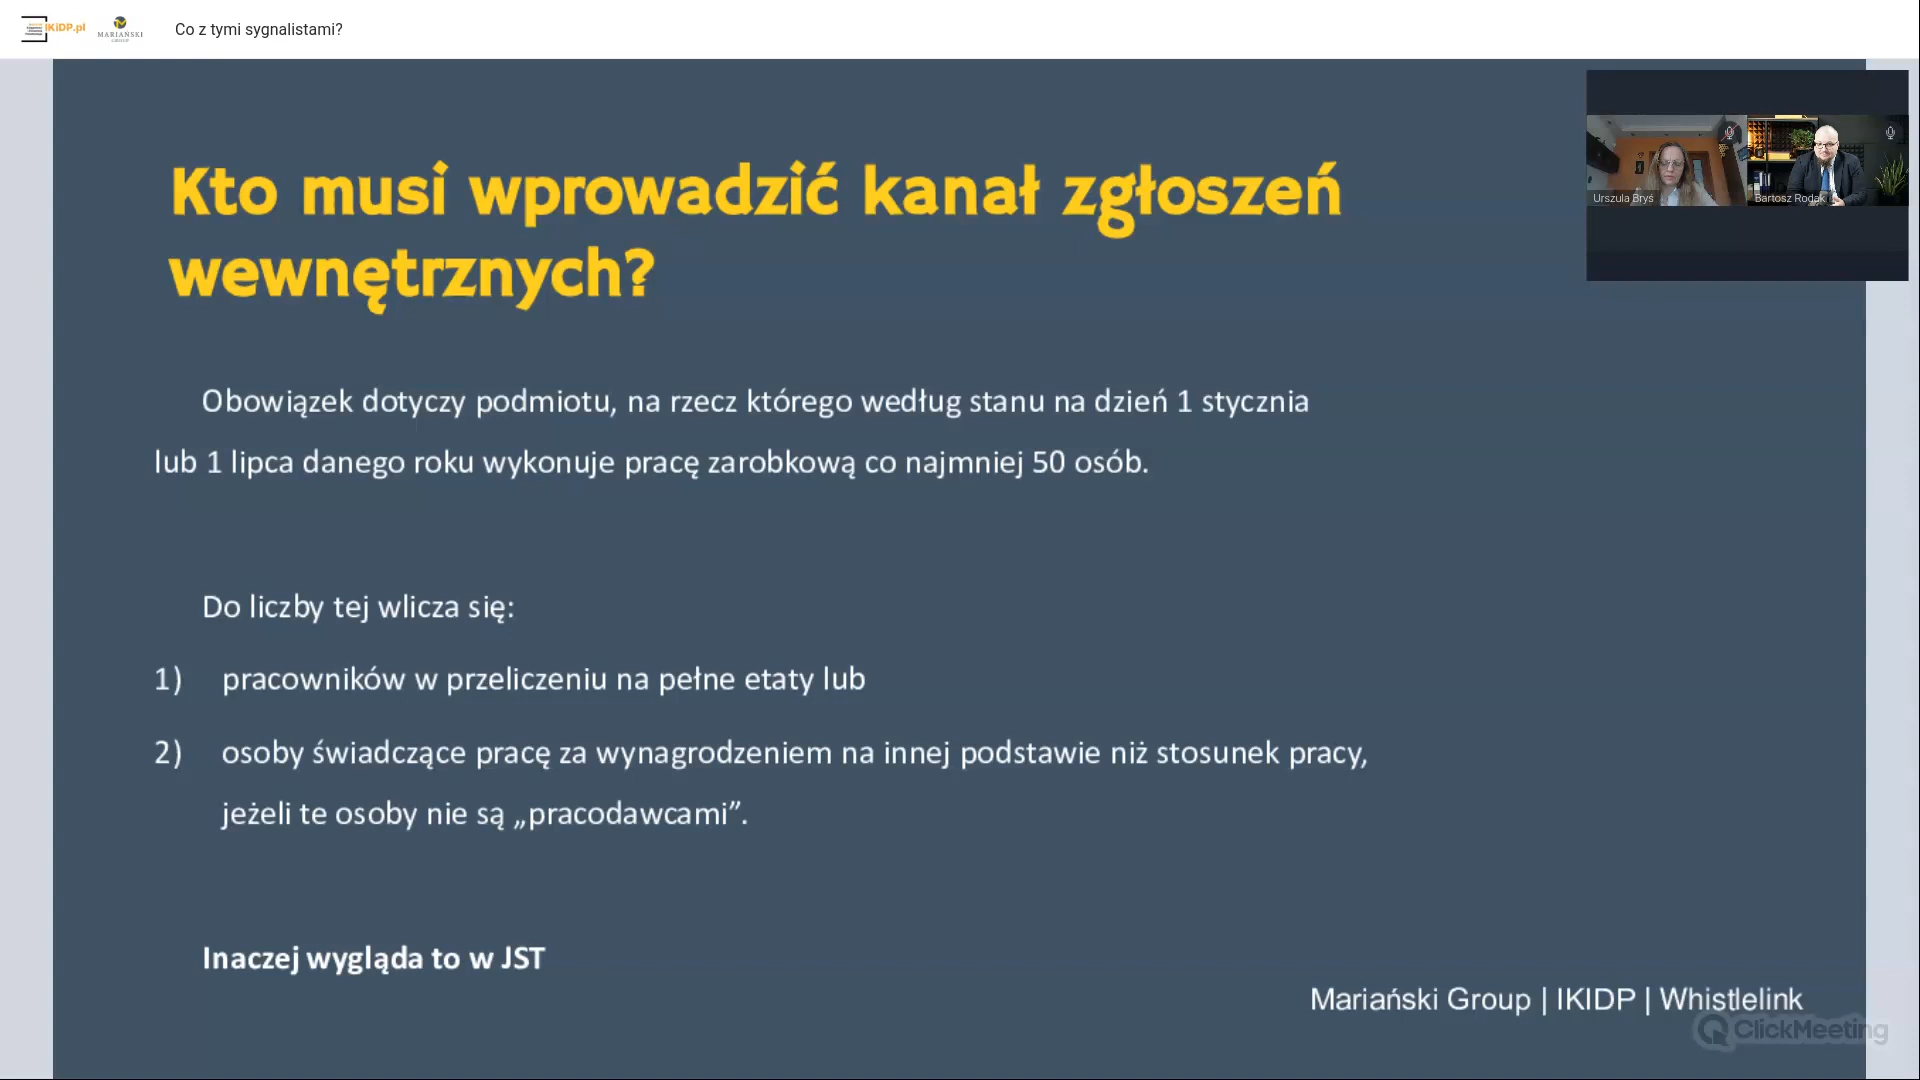 IKiDP.pl
MARIAŃSKI
GROUP
Co z tymi sygnalistami?
Kto musi wprowadzić kanał zgłoszeń
wewnętrznych?
Urszula Bryś
Bartosz Rodak
Obowiązek dotyczy podmiotu, na rzecz którego według stanu na dzień 1 stycznia
lub 1 lipca danego roku wykonuje pracę zarobkową co najmniej 50 osób.
Do liczby tej wlicza się:
1) pracowników w przeliczeniu na pełne etaty lub
2) osoby świadczące pracę za wynagrodzeniem na innej podstawie niż stosunek pracy,
jeżeli te osoby nie są „pracodawcami”.
Inaczej wygląda to w JST
Mariański Group | IKIDP | Whistlelink
ClickMeeting